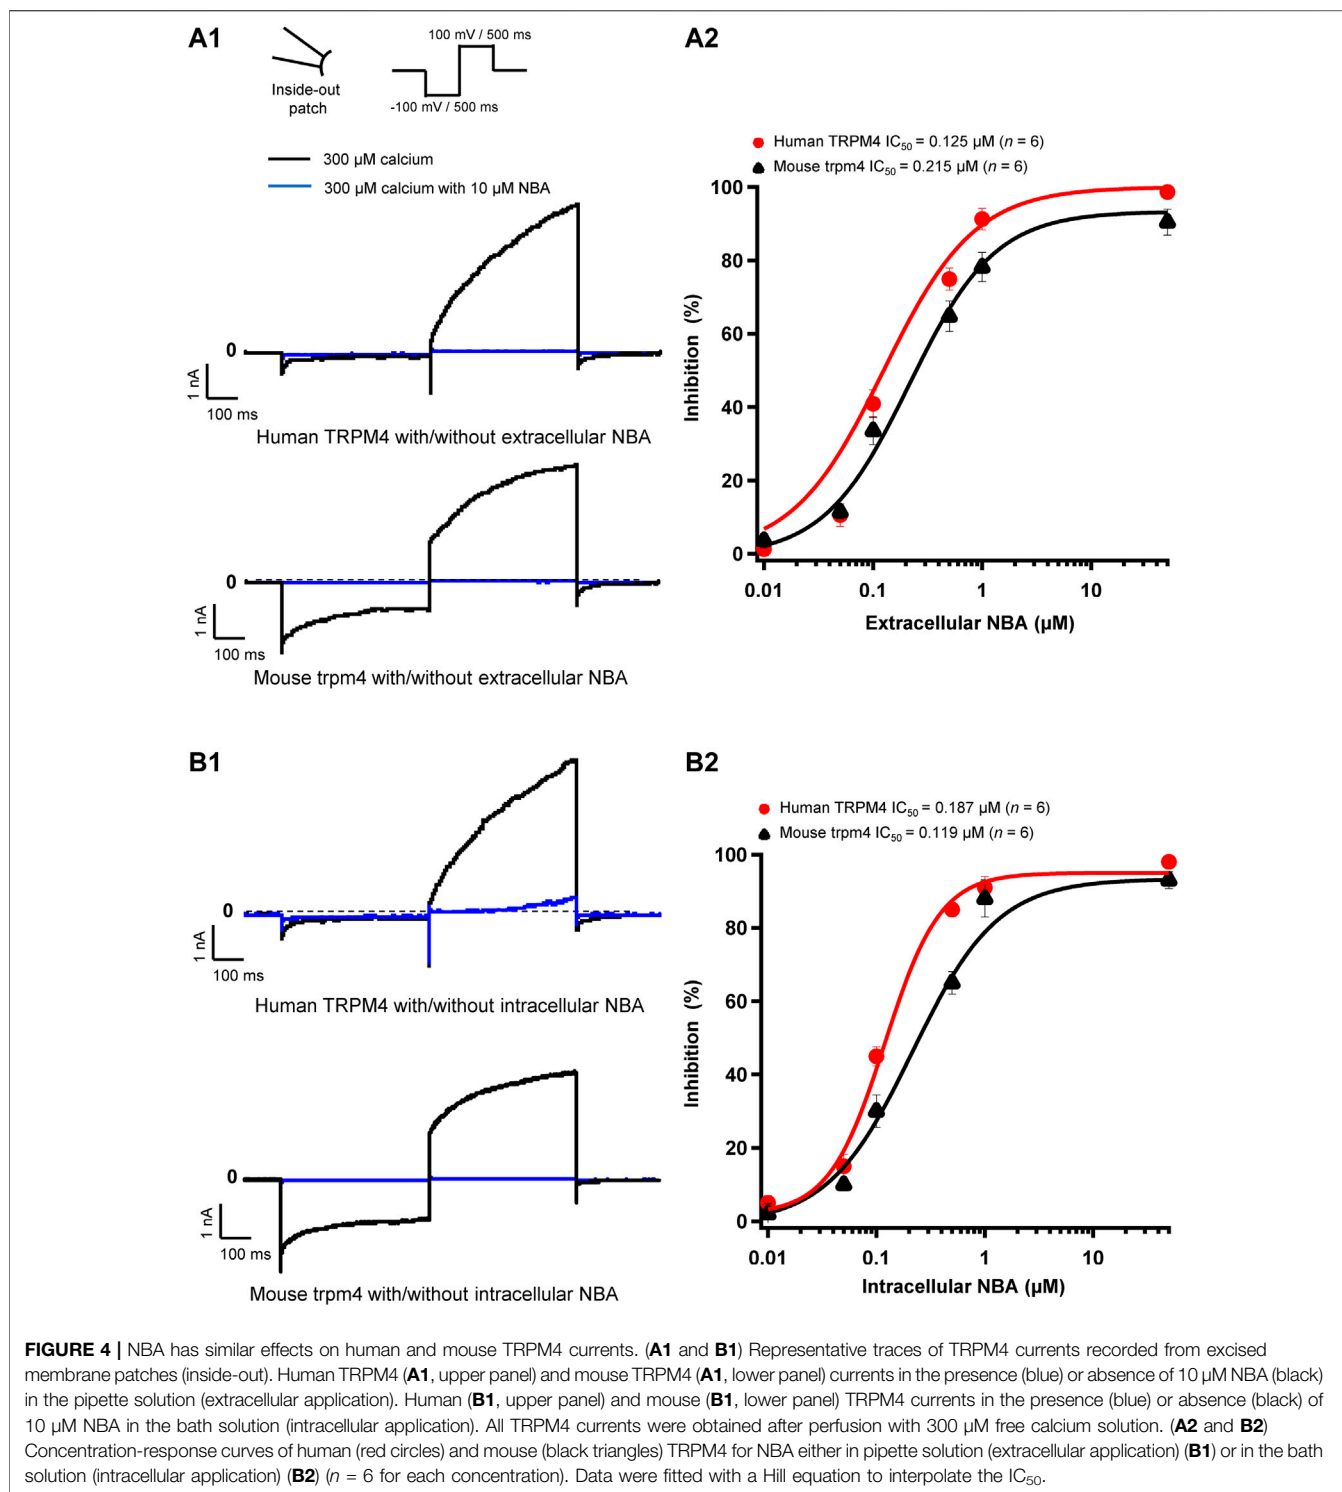 A1
100 mV / 500 ms
Inside-out
patch
-100 mV / 500 ms
300 µM calcium
300 µM calcium with 10 µM NBA
0
1 nA
100 ms
Human TRPM4 with/without extracellular NBA
0
1 nA
100 ms
Mouse trpm4 with/without extracellular NBA
A2
Human TRPM4 IC50 = 0.125 µM (n = 6)
Mouse trpm4 IC50 = 0.215 µM (n = 6)
100
80
60
40
20
0
Inhibition (%)
0.01 0.1 1 10
Extracellular NBA (µM)
B1
0
1 nA
100 ms
Human TRPM4 with/without intracellular NBA
0
1 nA
100 ms
Mouse trpm4 with/without intracellular NBA
B2
Human TRPM4 IC50 = 0.187 µM (n = 6)
Mouse trpm4 IC50 = 0.119 µM (n = 6)
100
80
60
40
20
0
Inhibition (%)
0.01 0.1 1 10
Intracellular NBA (µM)
FIGURE 4 | NBA has similar effects on human and mouse TRPM4 currents. (A1 and B1) Representative traces of TRPM4 currents recorded from excised
membrane patches (inside-out). Human TRPM4 (A1, upper panel) and mouse TRPM4 (A1, lower panel) currents in the presence (blue) or absence of 10 µM NBA (black)
in the pipette solution (extracellular application). Human (B1, upper panel) and mouse (B1, lower panel) TRPM4 currents in the presence (blue) or absence (black) of
10 µM NBA in the bath solution (intracellular application). All TRPM4 currents were obtained after perfusion with 300 µM free calcium solution. (A2 and B2)
Concentration-response curves of human (red circles) and mouse (black triangles) TRPM4 for NBA either in pipette solution (extracellular application) (B1) or in the bath
solution (intracellular application) (B2) (n = 6 for each concentration). Data were fitted with a Hill equation to interpolate the IC50.